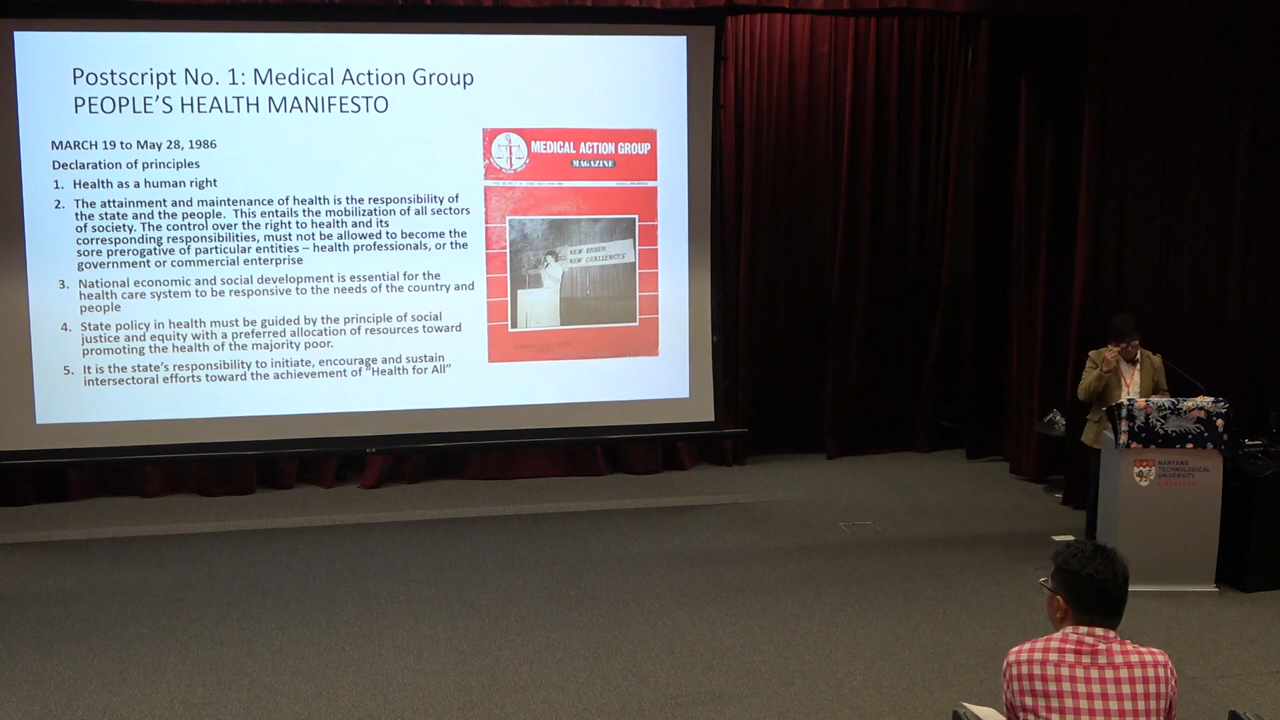 Postscript No. 1: Medical Action Group
PEOPLE'S HEALTH MANIFESTO
MARCH 19 to May 28, 1986
Declaration of principles
1. Health as a human right
2. The attainment and maintenance of health is the responsibility of
the state and the people. This entails the mobilization of all sectors
of society. The control over the right to health and its
corresponding responsibilities, must not be allowed to become the
sore prerogative of particular entities – health professionals, or the
government or commercial enterprise
3. National economic and social development is essential for the
health care system to be responsive to the needs of the country and
people
4. State policy in health must be guided by the principle of social
justice and equity with a preferred allocation of resources toward
promoting the health of the majority poor.
5. It is the state's responsibility to initiate, encourage and sustain
intersectoral efforts toward the achievement of "Health for All"
MEDICAL ACTION GROUP
MAGAZINE
NEW ORDER
NEW CHALLENGES
NANYANG
TECHNOLOGICAL
UNIVERSITY
SINGAPORE